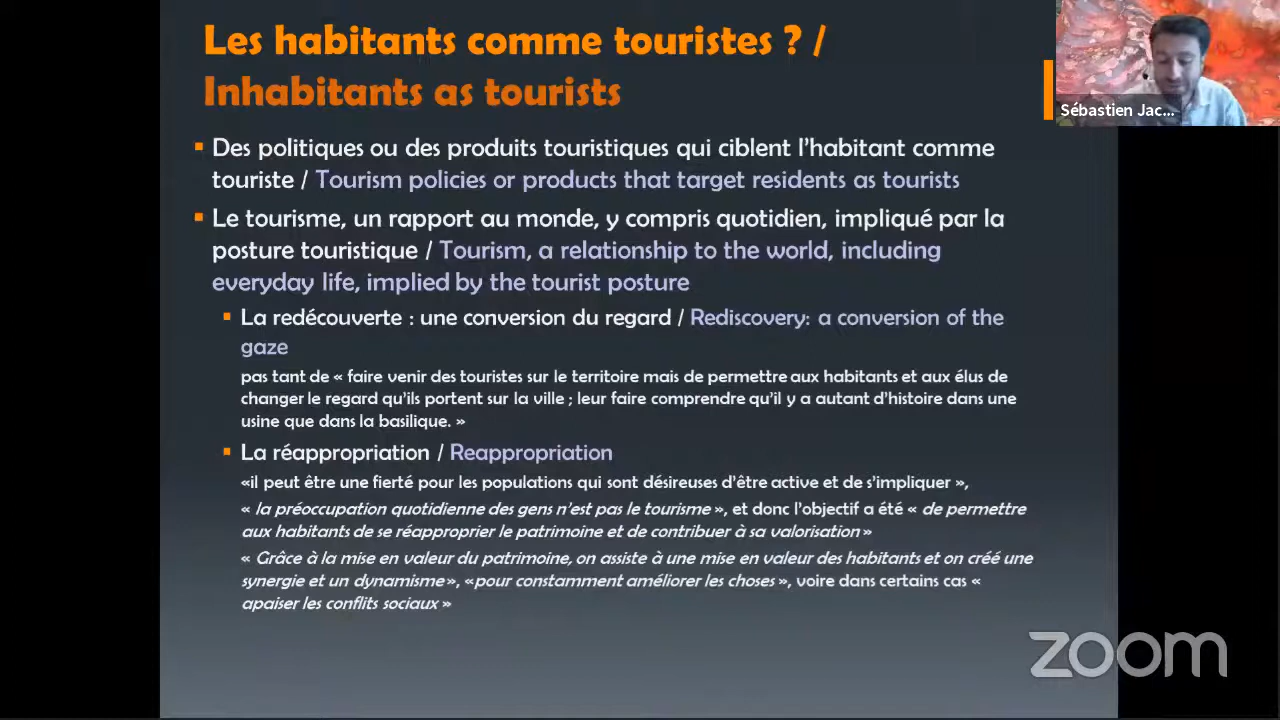 Les habitants comme touristes ? /
Inhabitants as tourists
Sébastien Jac...
Des politiques ou des produits touristiques qui ciblent l'habitant comme
touriste / Tourism policies or products that target residents as tourists
Le tourisme, un rapport au monde, y compris quotidien, impliqué par la
posture touristique / Tourism, a relationship to the world, including
everyday life, implied by the tourist posture
La redécouverte : une conversion du regard / Rediscovery: a conversion of the
gaze
pas tant de « faire venir des touristes sur le territoire mais de permettre aux habitants et aux élus de
changer le regard qu'ils portent sur la ville ; leur faire comprendre qu'il y a autant d'histoire dans une
usine que dans la basilique. »
La réappropriation / Reappropriation
«il peut être une fierté pour les populations qui sont désireuses d'être active et de s'impliquer »,
« la préoccupation quotidienne des gens n'est pas le tourisme », et donc l'objectif a été « de permettre
aux habitants de se réapproprier le patrimoine et de contribuer à sa valorisation »
« Grâce à la mise en valeur du patrimoine, on assiste à une mise en valeur des habitants et on créé une
synergie et un dynamisme », «pour constamment améliorer les choses », voire dans certains cas «
apaiser les conflits sociaux »
zoom